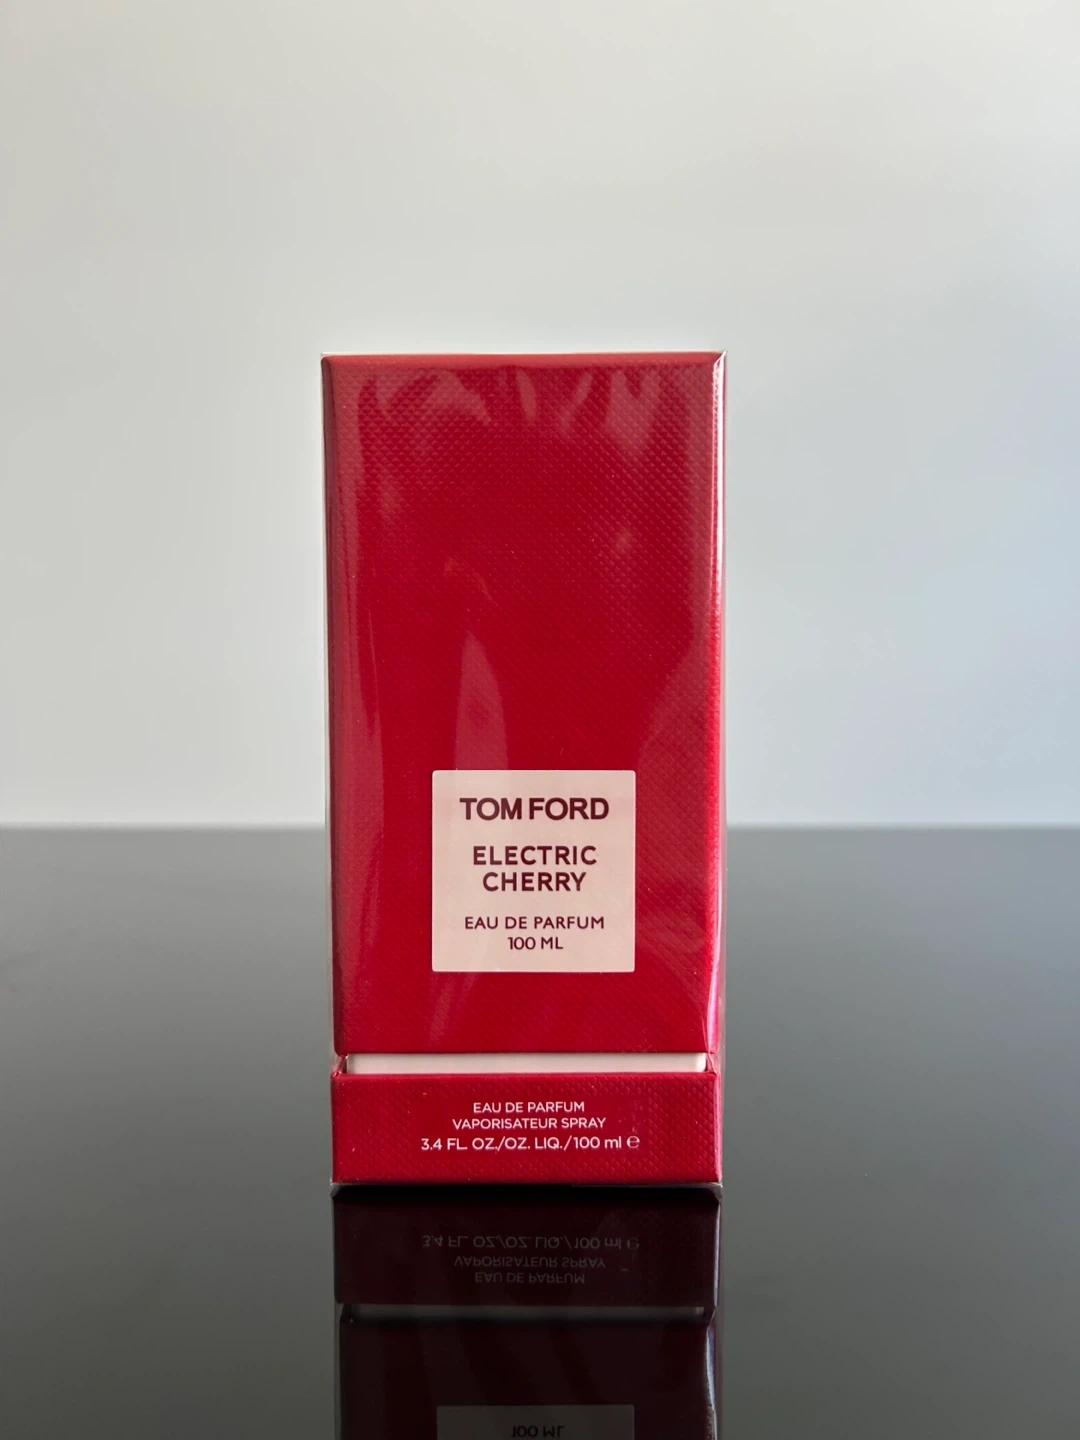 TOM FORD
ELECTRIC
CHERRY
EAU DE PARFUM
100 ML
EAU DE PARFUM
VAPORISATEUR SPRAY
3.4 FL. OZ./OZ. LIQ./100 ml ℮